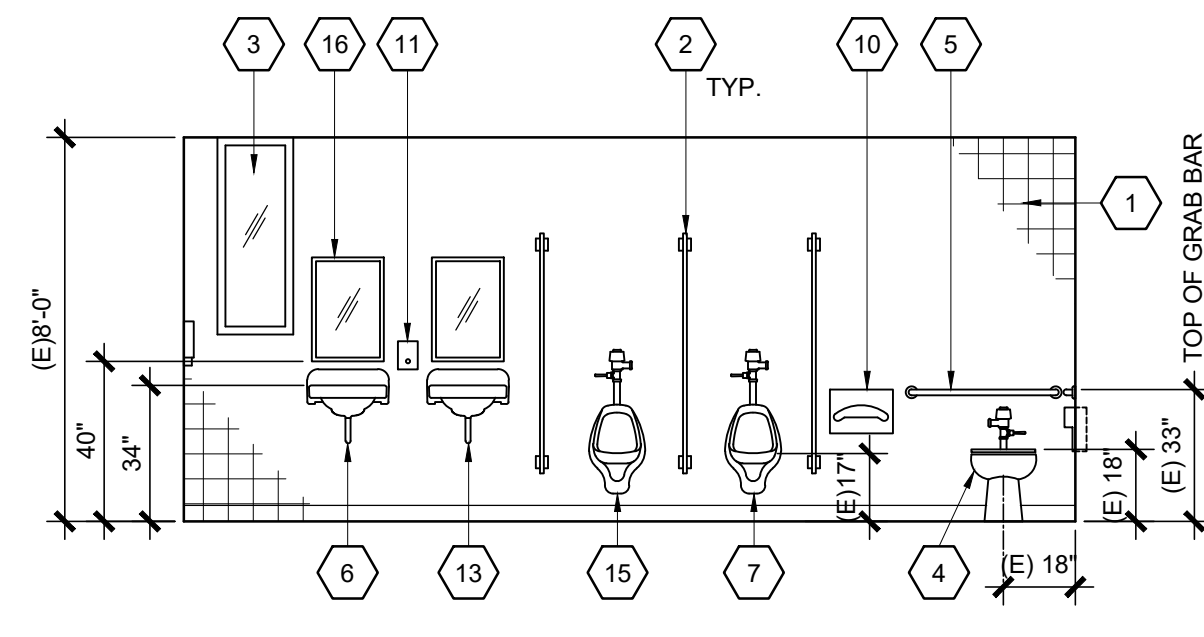 3
16
11
2
10
5
TYP.
1
TOP OF GRAB BAR
(E)8'-0"
40"
34"
(E)17"
(E) 18"
(E) 33"
6
13
15
7
4
(E) 18"